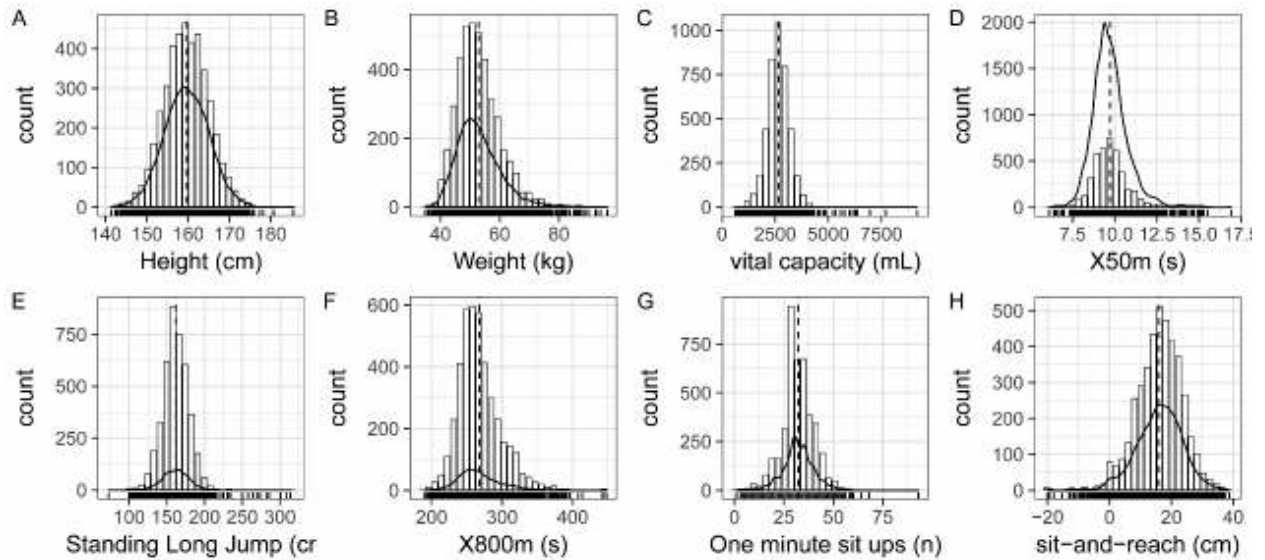 A
count
400
300
200
100
0
140 150 160 170 180
Height (cm)
B
count
400
200
0
40 60 80
Weight (kg)
C
count
1000
750
500
250
0
2500 5000 7500
vital capacity (mL)
D
count
2000
1500
1000
500
0
7.5 10.0 12.5 15.0 17.5
X50m (s)
E
count
750
500
250
0
100 150 200 250 300
Standing Long Jump (cr
F
count
600
400
200
0
200 300 400
X800m (s)
G
count
750
500
250
0
0 25 50 75
One minute sit ups (n)
H
count
500
400
300
200
100
0
−20 0 20 40
sit−and−reach (cm)